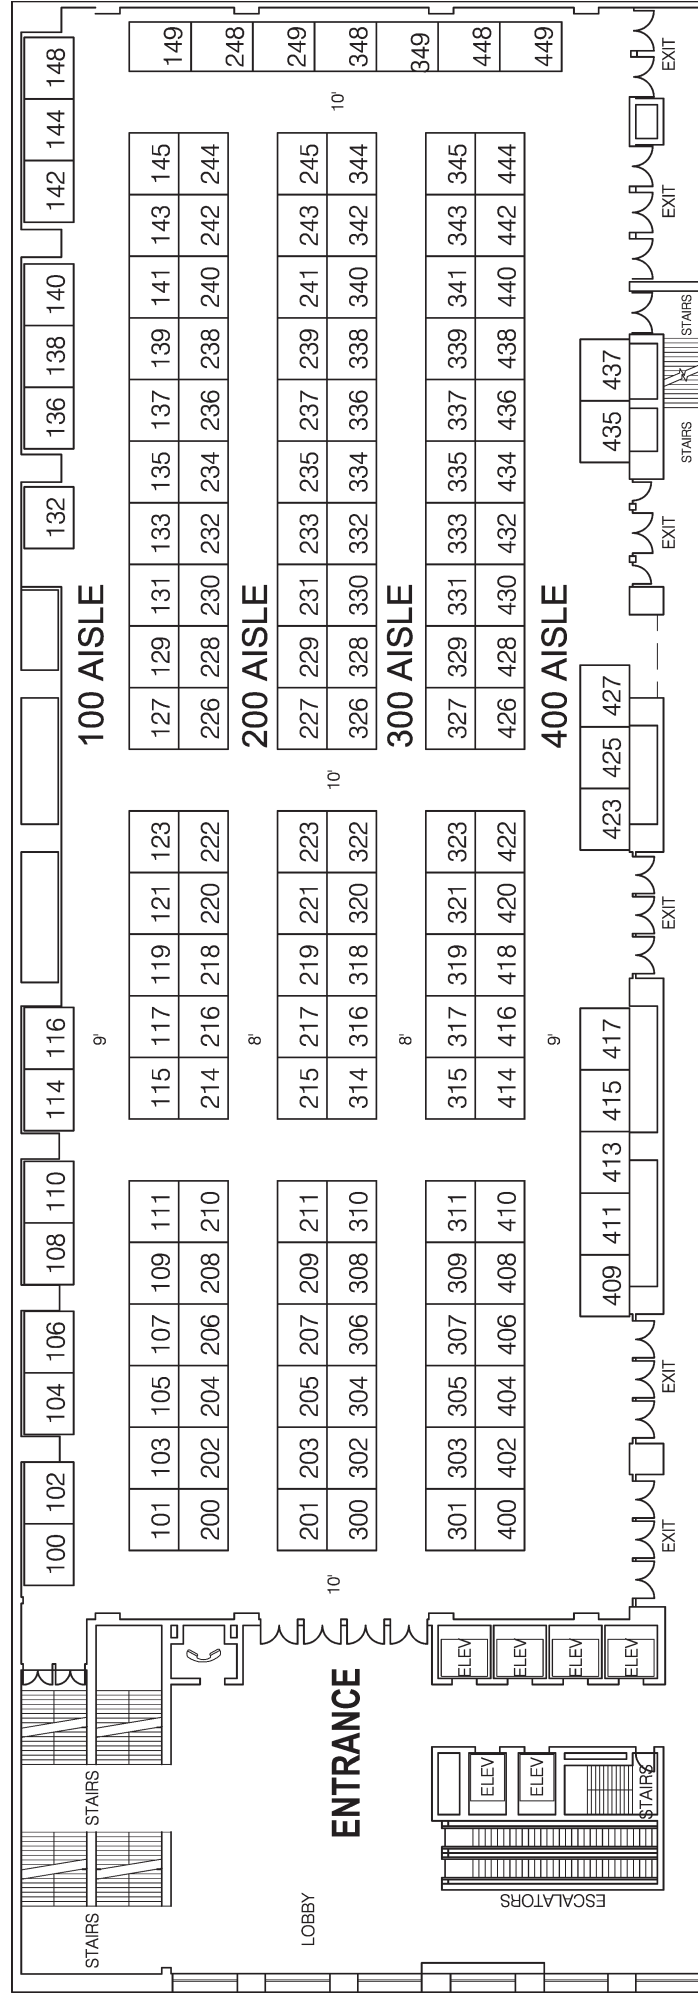 100 102 104 106 108 110 114 116 132 136 138 140 142 144 148
STAIRS STAIRS 9' 100 AISLE
101 103 105 107 109 111 115 117 119 121 123 127 129 131 133 135 137 139 141 143 145 149
200 202 204 206 208 210 214 216 218 220 222 226 228 230 232 234 236 238 240 242 244 248
8' 200 AISLE
LOBBY
201 203 205 207 209 211 215 217 219 221 223 227 229 231 233 235 237 239 241 243 245 249
ENTRANCE 10' 10' 10'
300 302 304 306 308 310 314 316 318 320 322 326 328 330 332 334 336 338 340 342 344 348
8' 300 AISLE
349
301 303 305 307 309 311 315 317 319 321 323 327 329 331 333 335 337 339 341 343 345 448
ELEV ELEV
400 402 404 406 408 410 414 416 418 420 422 426 428 430 432 434 436 438 440 442 444 449
ELEV ELEV
9' 400 AISLE
ESCALATORS
ELEV
409 411 413 415 417 423 425 427 435 437
STAIRS ELEV
EXIT EXIT EXIT EXIT EXIT EXIT
STAIRS STAIRS